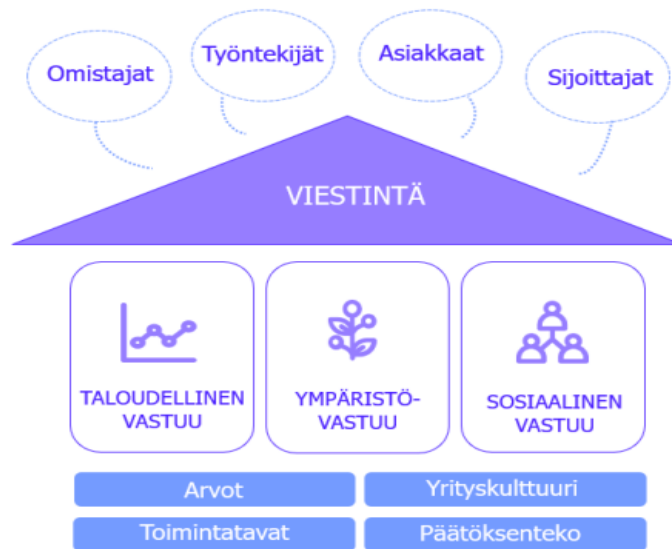 Omistajat
Työntekijät
Asiakkaat
Sijoittajat
VIESTINTÄ
TALOUDELLINEN
VASTUU
YMPÄRISTÖ-
VASTUU
SOSIAALINEN
VASTUU
Arvot
Yrityskulttuuri
Toimintatavat
Päätöksenteko